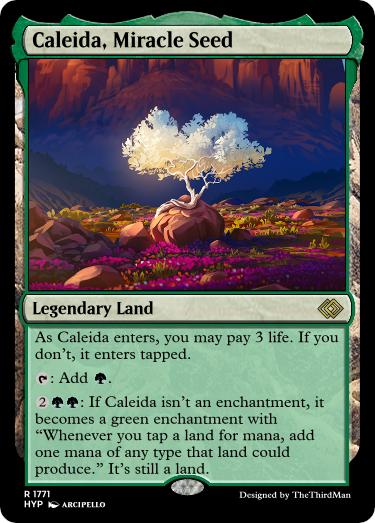 Caleida, Miracle Seed
Legendary Land
As Caleida enters, you may pay 3 life. If you
don't, it enters tapped.
: Add .
2: If Caleida isn't an enchantment, it
becomes a green enchantment with
“Whenever you tap a land for mana, add
one mana of any type that land could
produce.” It's still a land.
R 1771
HYP ARCIPELLO
Designed by TheThirdMan